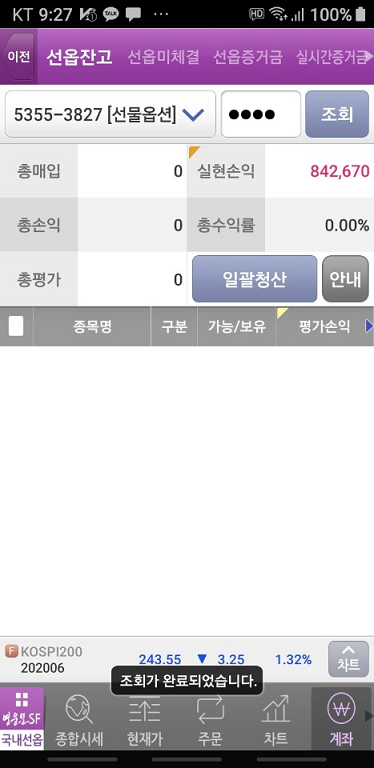 KT 9:27 TALK ··· HD 100%
이전 선옵잔고 선옵미체결 선옵증거금 실시간증거금
5355-3827 [선물옵션] ●●●● 조회
총매입 0 실현손익 842,670
총손익 0 총수익률 0.00%
총평가 0 일괄청산 안내
종목명 구분 가능/보유 평가손익
F KOSPI200
202006 243.55 ▼ 3.25 1.32% 차트
조회가 완료되었습니다.
영웅문SF
국내선옵 종합시세 현재가 주문 차트 계좌